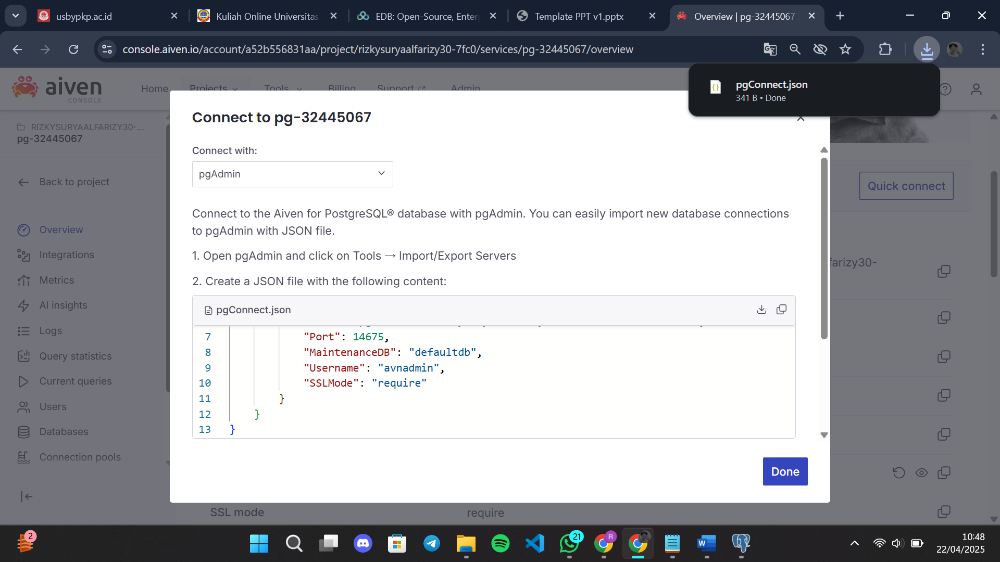 usbypkp.ac.id
Kuliah Online Universitas
EDB: Open-Source, Enter
Template PPT v1.pptx
Overview | pg-32445067
console.aiven.io/account/a52b556831aa/project/rizkysuryaalfarizy30-7fc0/services/pg-32445067/overview
pgConnect.json
341 B • Done
aiven
CONSOLE
Home
Projects
Tools
Billing
Support
Admin
RIZKYSURYAALFARIZY30-...
pg-32445067
Back to project
Overview
Integrations
Metrics
AI insights
Logs
Query statistics
Current queries
Users
Databases
Connection pools
Connect to pg-32445067
Connect with:
pgAdmin
Connect to the Aiven for PostgreSQL® database with pgAdmin. You can easily import new database connections
to pgAdmin with JSON file.
1. Open pgAdmin and click on Tools → Import/Export Servers
2. Create a JSON file with the following content:
pgConnect.json
7 "Port": 14675,
8 "MaintenanceDB": "defaultdb",
9 "Username": "avnadmin",
10 "SSLMode": "require"
11 }
12 }
13 }
Done
Quick connect
farizy30-
SSL mode
require
2
21
R
10:48
22/04/2025